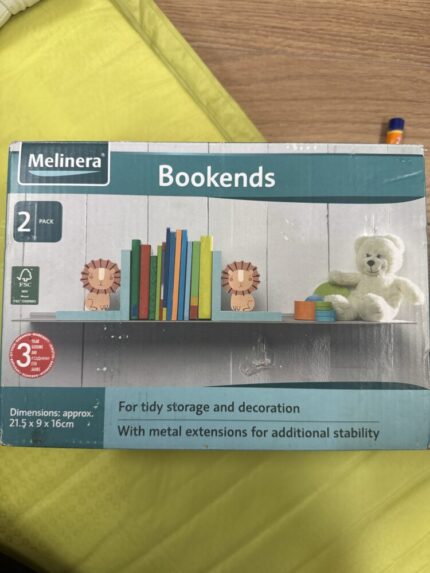 Melinera®
Bookends
2 PACK
FSC
3
YEAR
Dimensions: approx.
21.5 x 9 x 16cm
For tidy storage and decoration
With metal extensions for additional stability